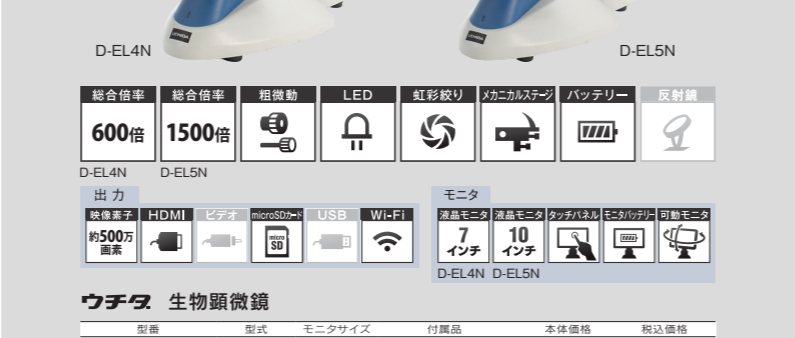 D-EL4N
D-EL5N
総合倍率 総合倍率 粗微動 LED 虹彩絞り メカニカルステージ バッテリー 反射鏡
600倍 1500倍
D-EL4N D-EL5N
出力
映像素子 HDMI ビデオ microSDカード USB Wi-Fi
約500万
画素
micro
SD
モニタ
液晶モニタ 液晶モニタ タッチパネル モニタバッテリー 可動モニタ
7 10
インチ インチ
D-EL4N D-EL5N
ウチダ 生物顕微鏡
型番 型式 モニタサイズ 付属品 本体価格 税込価格